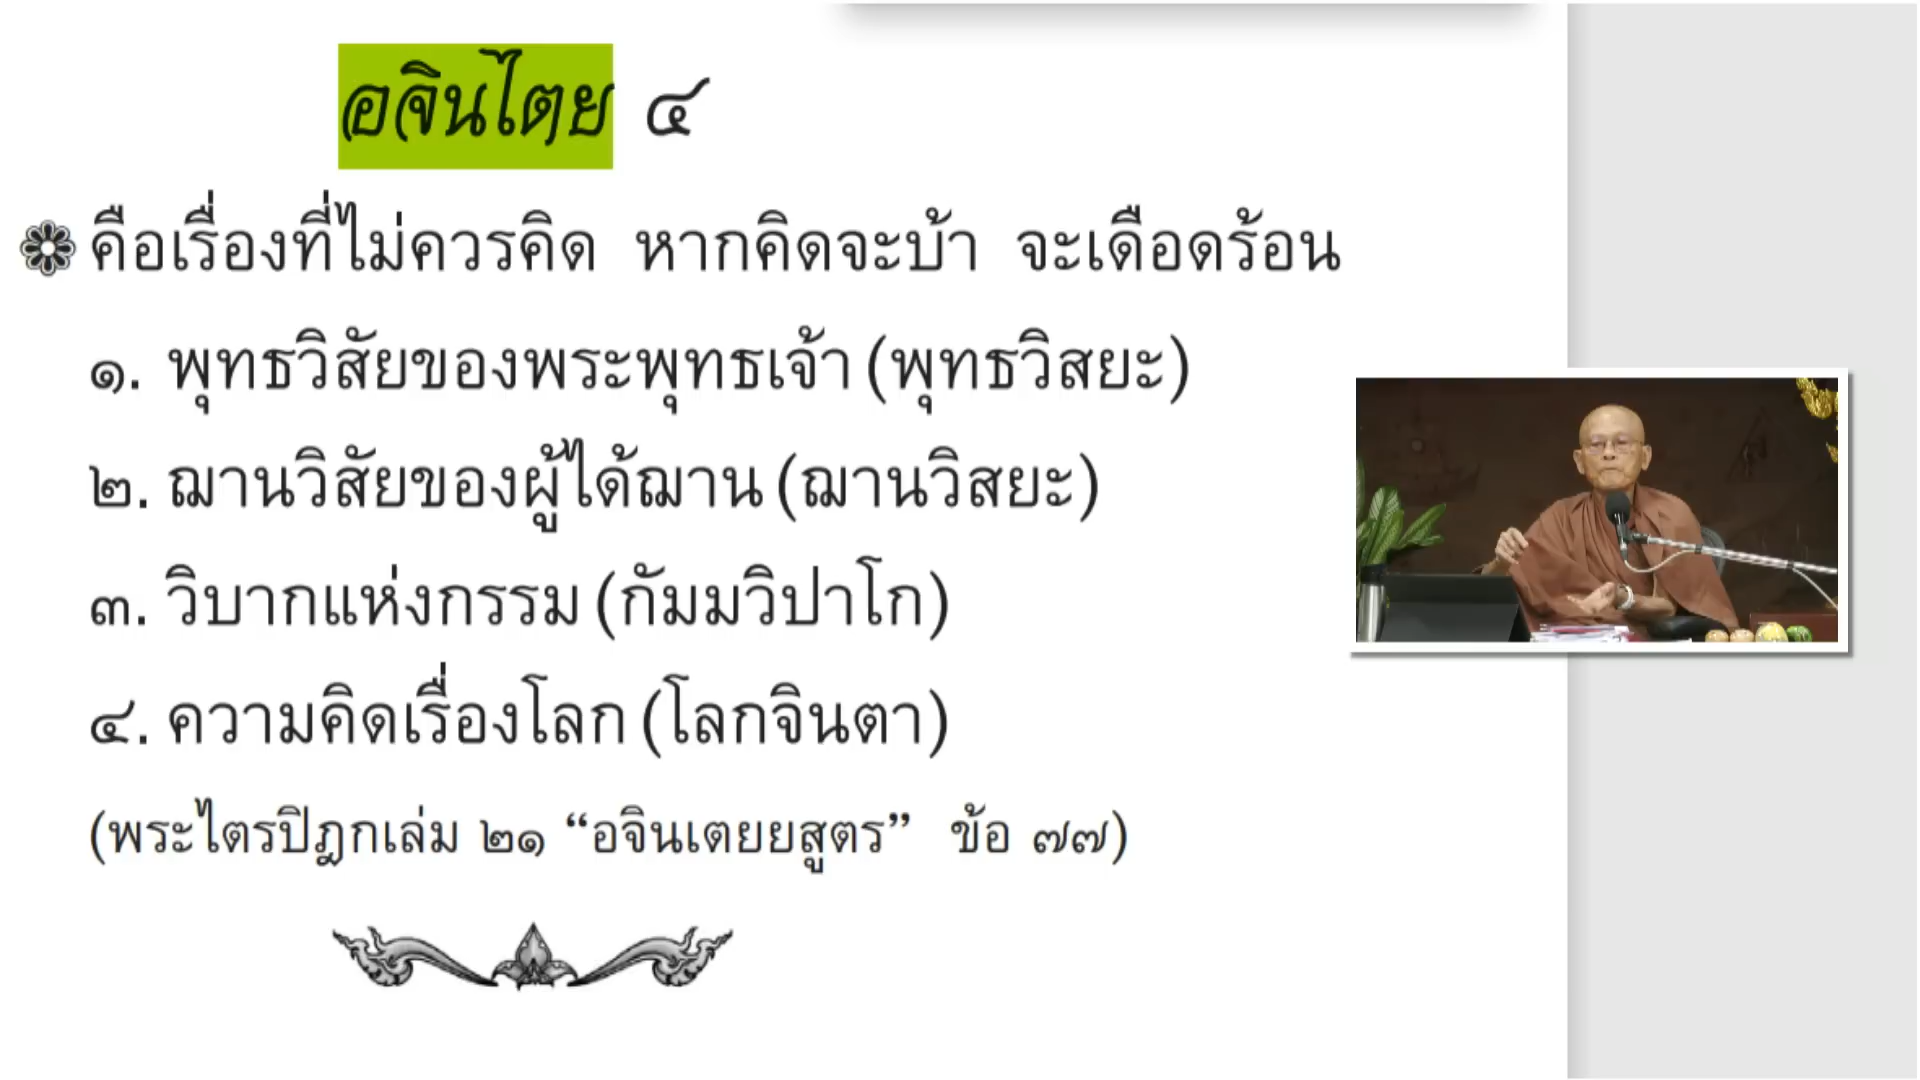 อจินไตย ๔
คือเรื่องที่ไม่ควรคิด หากคิดจะบ้า จะเดือดร้อน
๑. พุทธวิสัยของพระพุทธเจ้า (พุทธวิสยะ)
๒. ฌานวิสัยของผู้ได้ฌาน (ฌานวิสยะ)
๓. วิบากแห่งกรรม (กัมมวิปาโก)
๔. ความคิดเรื่องโลก (โลกจินตา)
(พระไตรปิฎกเล่ม ๒๑ “อจินเตยยสูตร” ข้อ ๗๗)